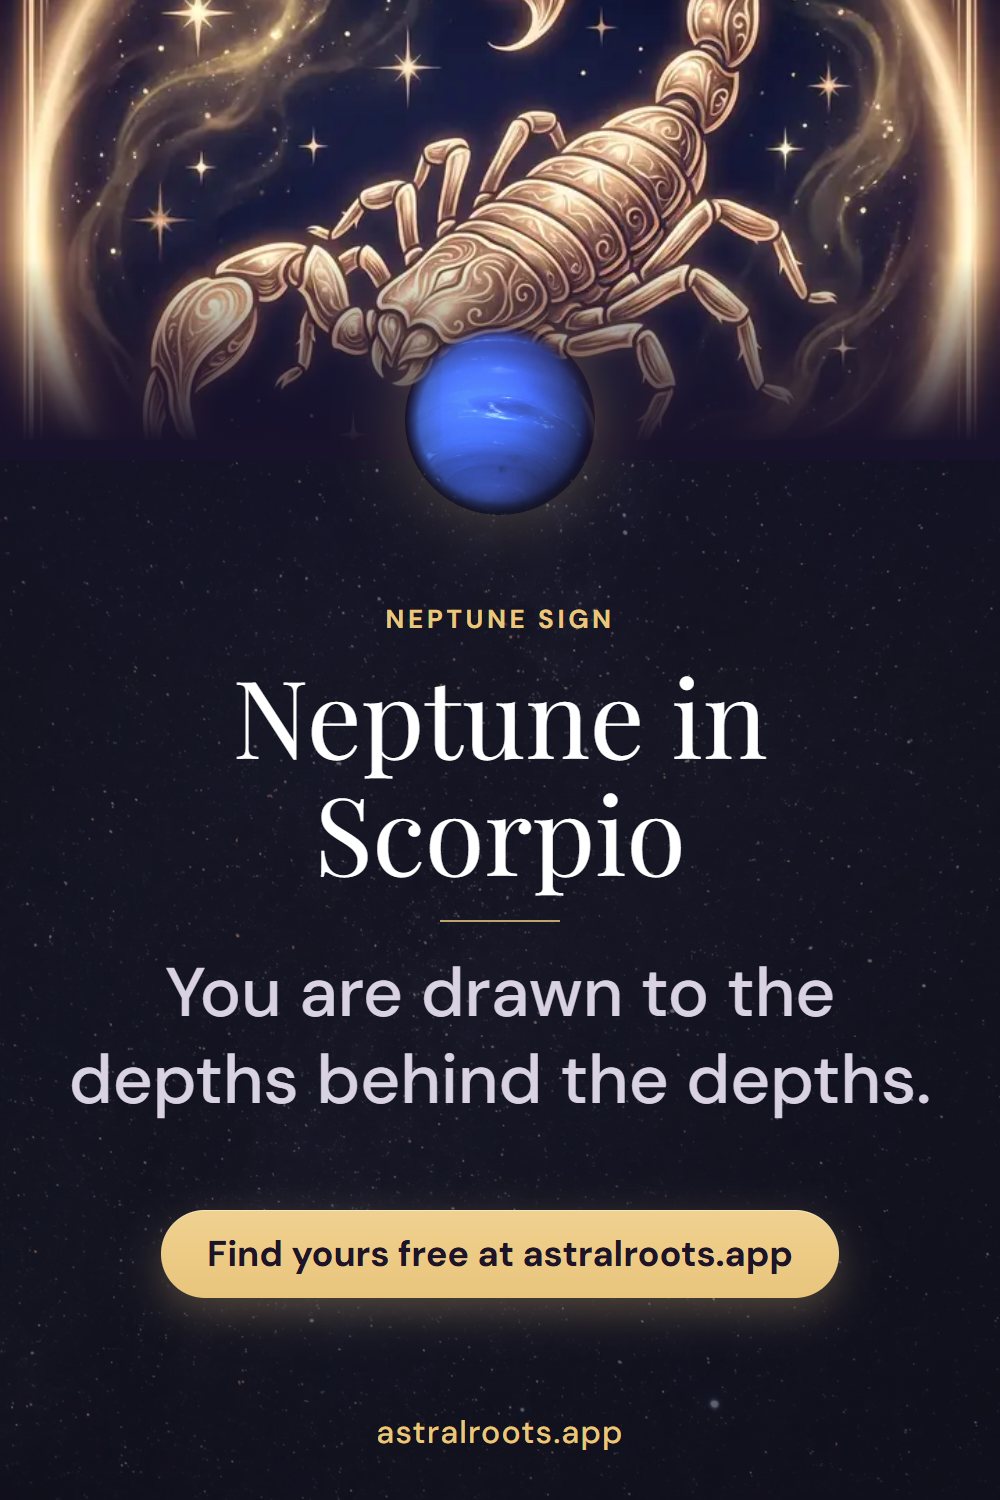 NEPTUNE SIGN
Neptune in
Scorpio
You are drawn to the
depths behind the depths.
Find yours free at astralroots.app
astralroots.app